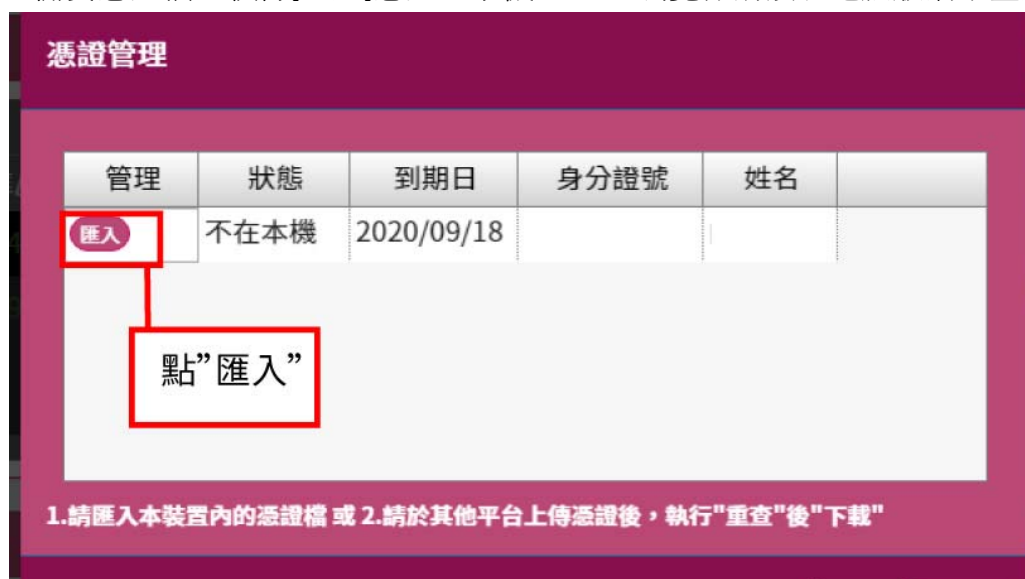 憑證管理
管理 狀態 到期日 身分證號 姓名
匯入 不在本機 2020/09/18
點”匯入”
1.請匯入本裝置內的憑證檔 或 2.請於其他平台上傳憑證後，執行"重查"後"下載"